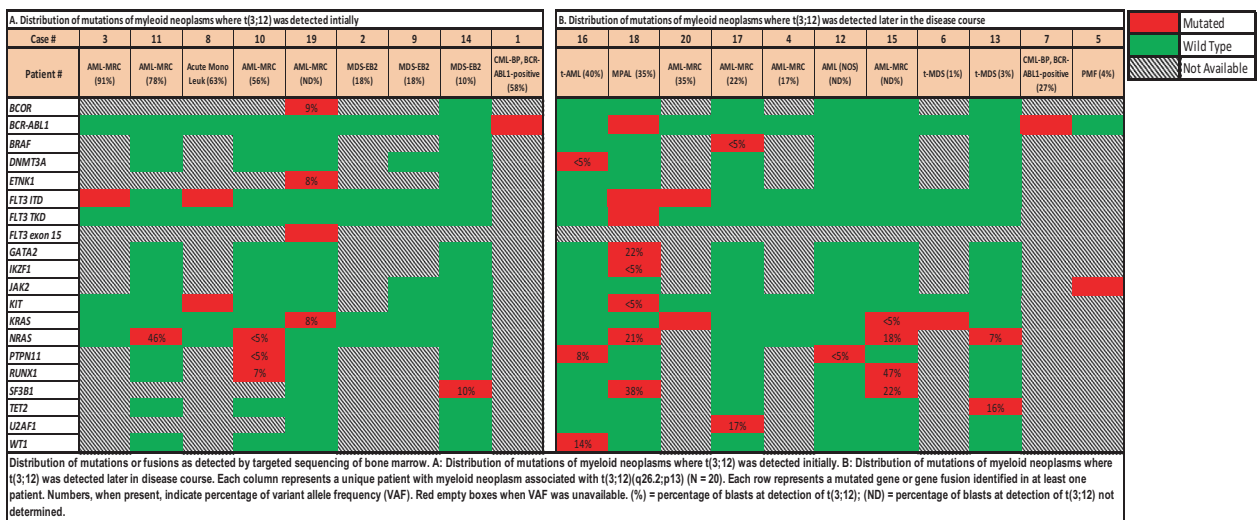 A. Distribution of mutations of myeloid neoplasms where t(3;12) was detected intially
B. Distribution of mutations of myeloid neoplasms where t(3;12) was detected later in the disease course
Mutated
Wild Type
Not Available
Case # 3 11 8 10 19 2 9 14 1 16 18 20 17 4 12 15 6 13 7 5
Patient # AML-MRC (91%) AML-MRC (78%) Acute Mono Leuk (63%) AML-MRC (56%) AML-MRC (ND%) MDS-EB2 (18%) MDS-EB2 (18%) MDS-EB2 (10%) CML-BP, BCR-ABL1-positive (58%) t-AML (40%) MPAL (35%) AML-MRC (35%) AML-MRC (22%) AML-MRC (17%) AML (NOS) (ND%) AML-MRC (ND%) t-MDS (1%) t-MDS (3%) CML-BP, BCR-ABL1-positive (27%) PMF (4%)
BCOR 9%
BCR-ABL1
BRAF <5%
DNMT3A <5%
ETNK1 8%
FLT3 ITD
FLT3 TKD
FLT3 exon 15
GATA2 22%
IKZF1 <5%
JAK2
KIT <5%
KRAS 8% <5%
NRAS 46% <5% 21% 18% 7%
PTPN11 <5% 8% <5%
RUNX1 7% 47%
SF3B1 10% 38% 22%
TET2 16%
U2AF1 17%
WT1 14%
Distribution of mutations or fusions as detected by targeted sequencing of bone marrow. A: Distribution of mutations of myeloid neoplasms where t(3;12) was detected initially. B: Distribution of mutations of myeloid neoplasms where
t(3;12) was detected later in disease course. Each column represents a unique patient with myeloid neoplasm associated with t(3;12)(q26.2;p13) (N = 20). Each row represents a mutated gene or gene fusion identified in at least one
patient. Numbers, when present, indicate percentage of variant allele frequency (VAF). Red empty boxes when VAF was unavailable. (%) = percentage of blasts at detection of t(3;12); (ND) = percentage of blasts at detection of t(3;12) not
determined.